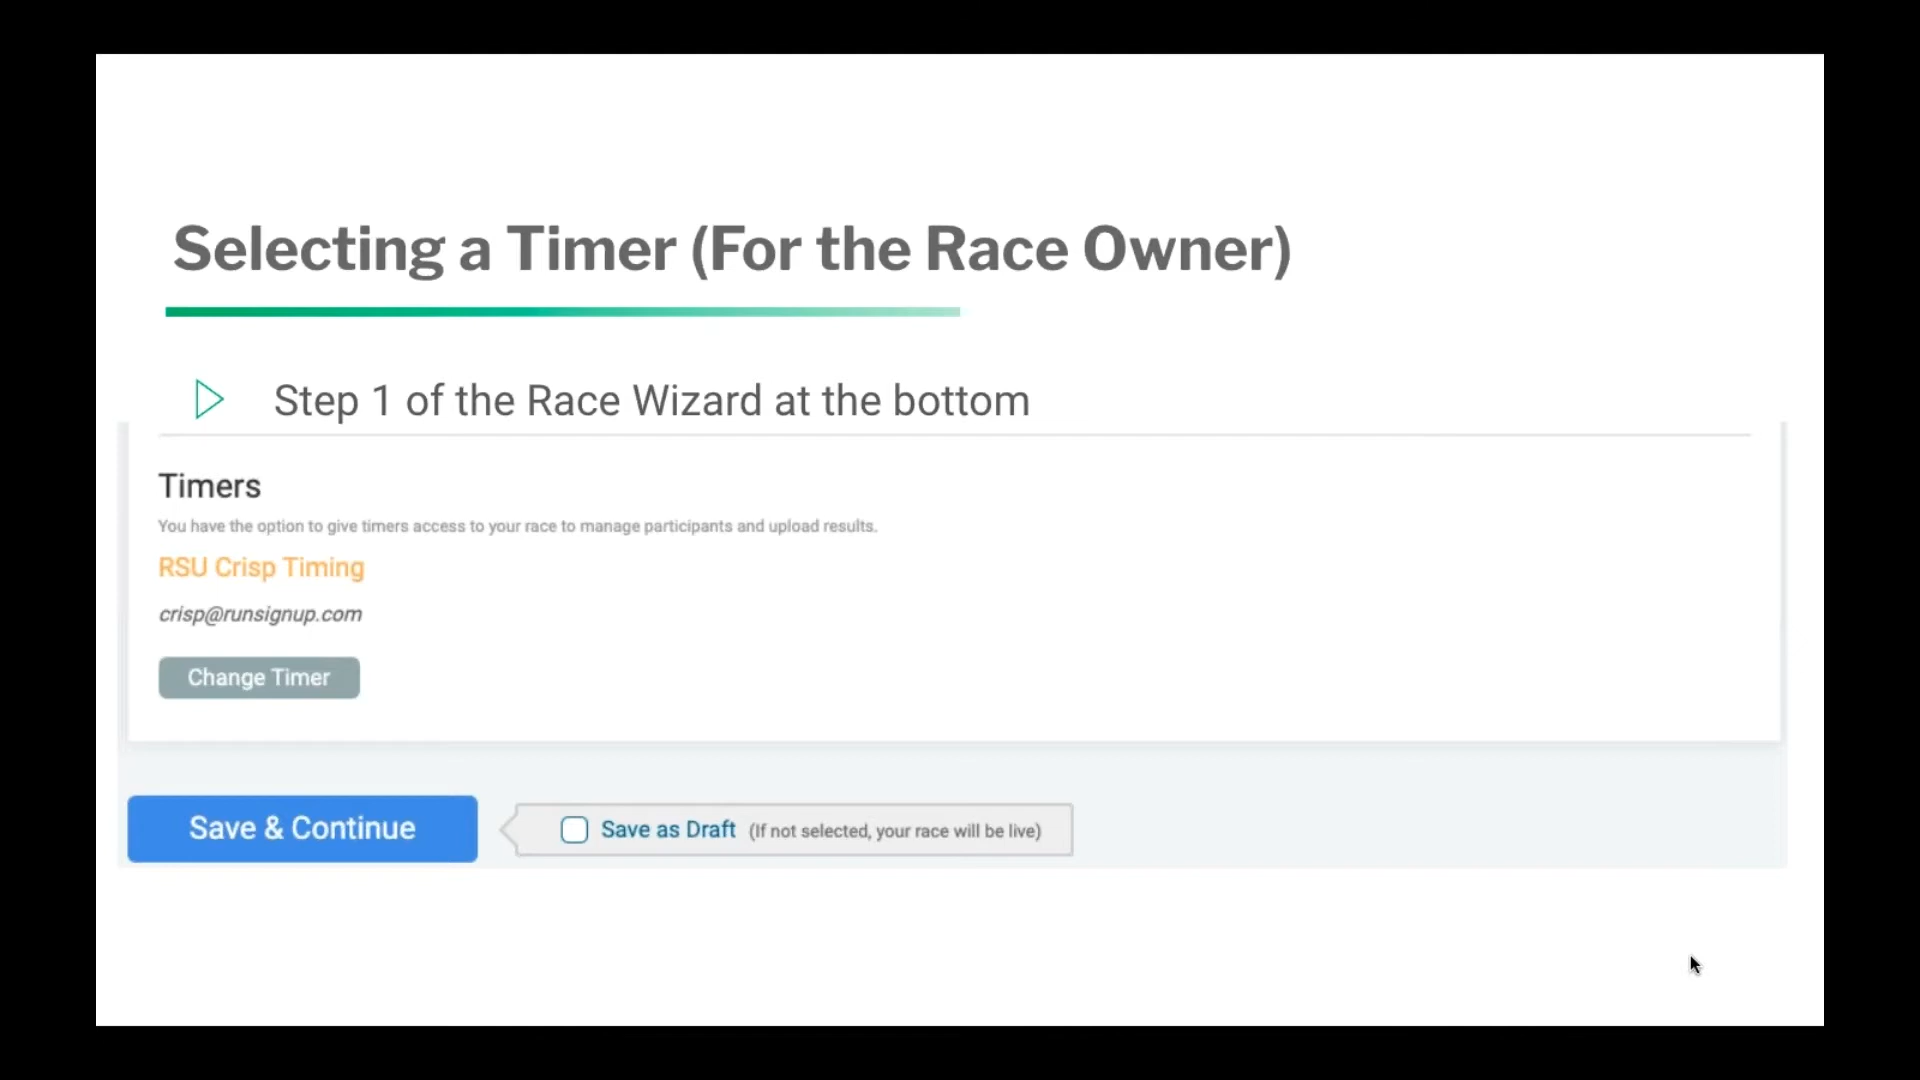 Selecting a Timer (For the Race Owner)
Step 1 of the Race Wizard at the bottom
Timers
You have the option to give timers access to your race to manage participants and upload results.
RSU Crisp Timing
crisp@runsignup.com
Change Timer
Save & Continue
Save as Draft (If not selected, your race will be live)